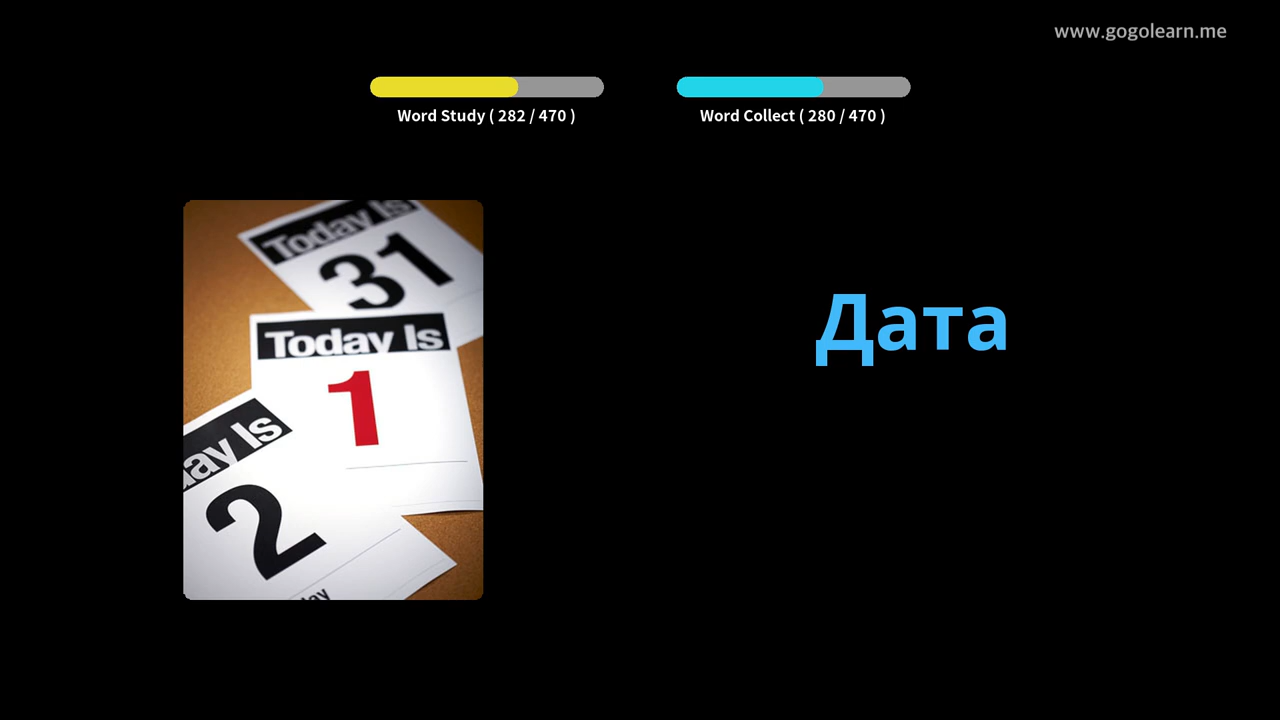 www.gogolearn.me
Word Study ( 282 / 470 )
Word Collect ( 280 / 470 )
Today Is
31
Today Is
1
ay Is
2
ay
Дата